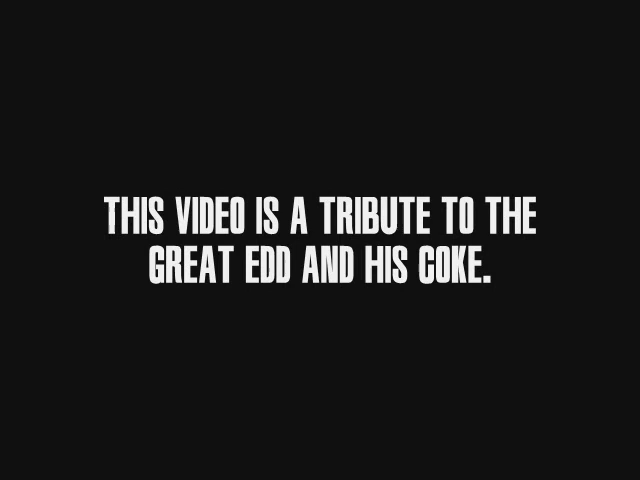 THIS VIDEO IS A TRIBUTE TO THE
GREAT EDD AND HIS COKE.